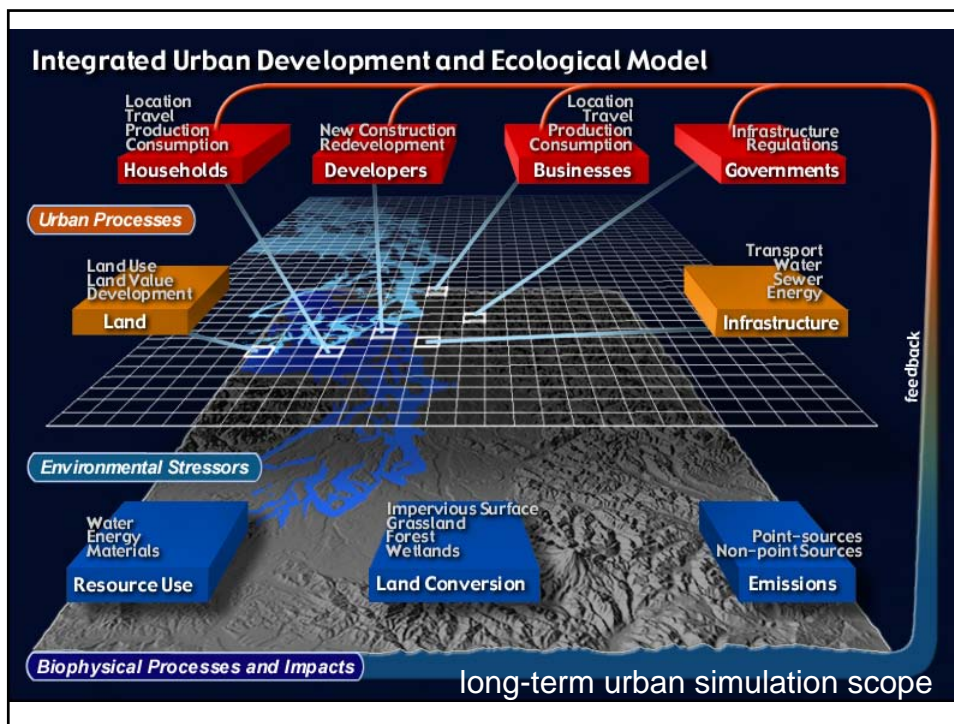 Integrated Urban Development and Ecological Model
Location
Travel
Production
Consumption
Households
New Construction
Redevelopment
Developers
Location
Travel
Production
Consumption
Businesses
Infrastructure
Regulations
Governments
Urban Processes
Land Use
Land Value
Development
Land
Transport
Water
Sewer
Energy
Infrastructure
feedback
Environmental Stressors
Water
Energy
Materials
Resource Use
Impervious Surface
Grassland
Forest
Wetlands
Land Conversion
Point-sources
Non-point Sources
Emissions
Biophysical Processes and Impacts
long-term urban simulation scope